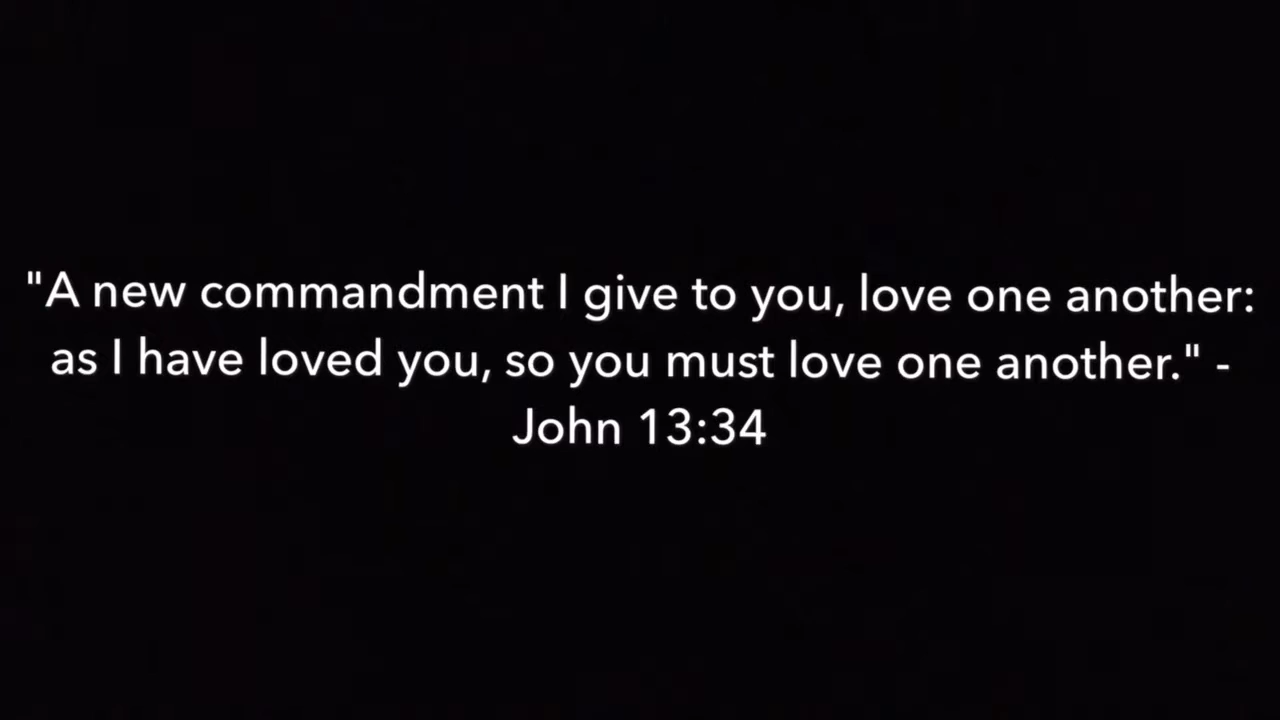 "A new commandment I give to you, love one another:
as I have loved you, so you must love one another." -
John 13:34